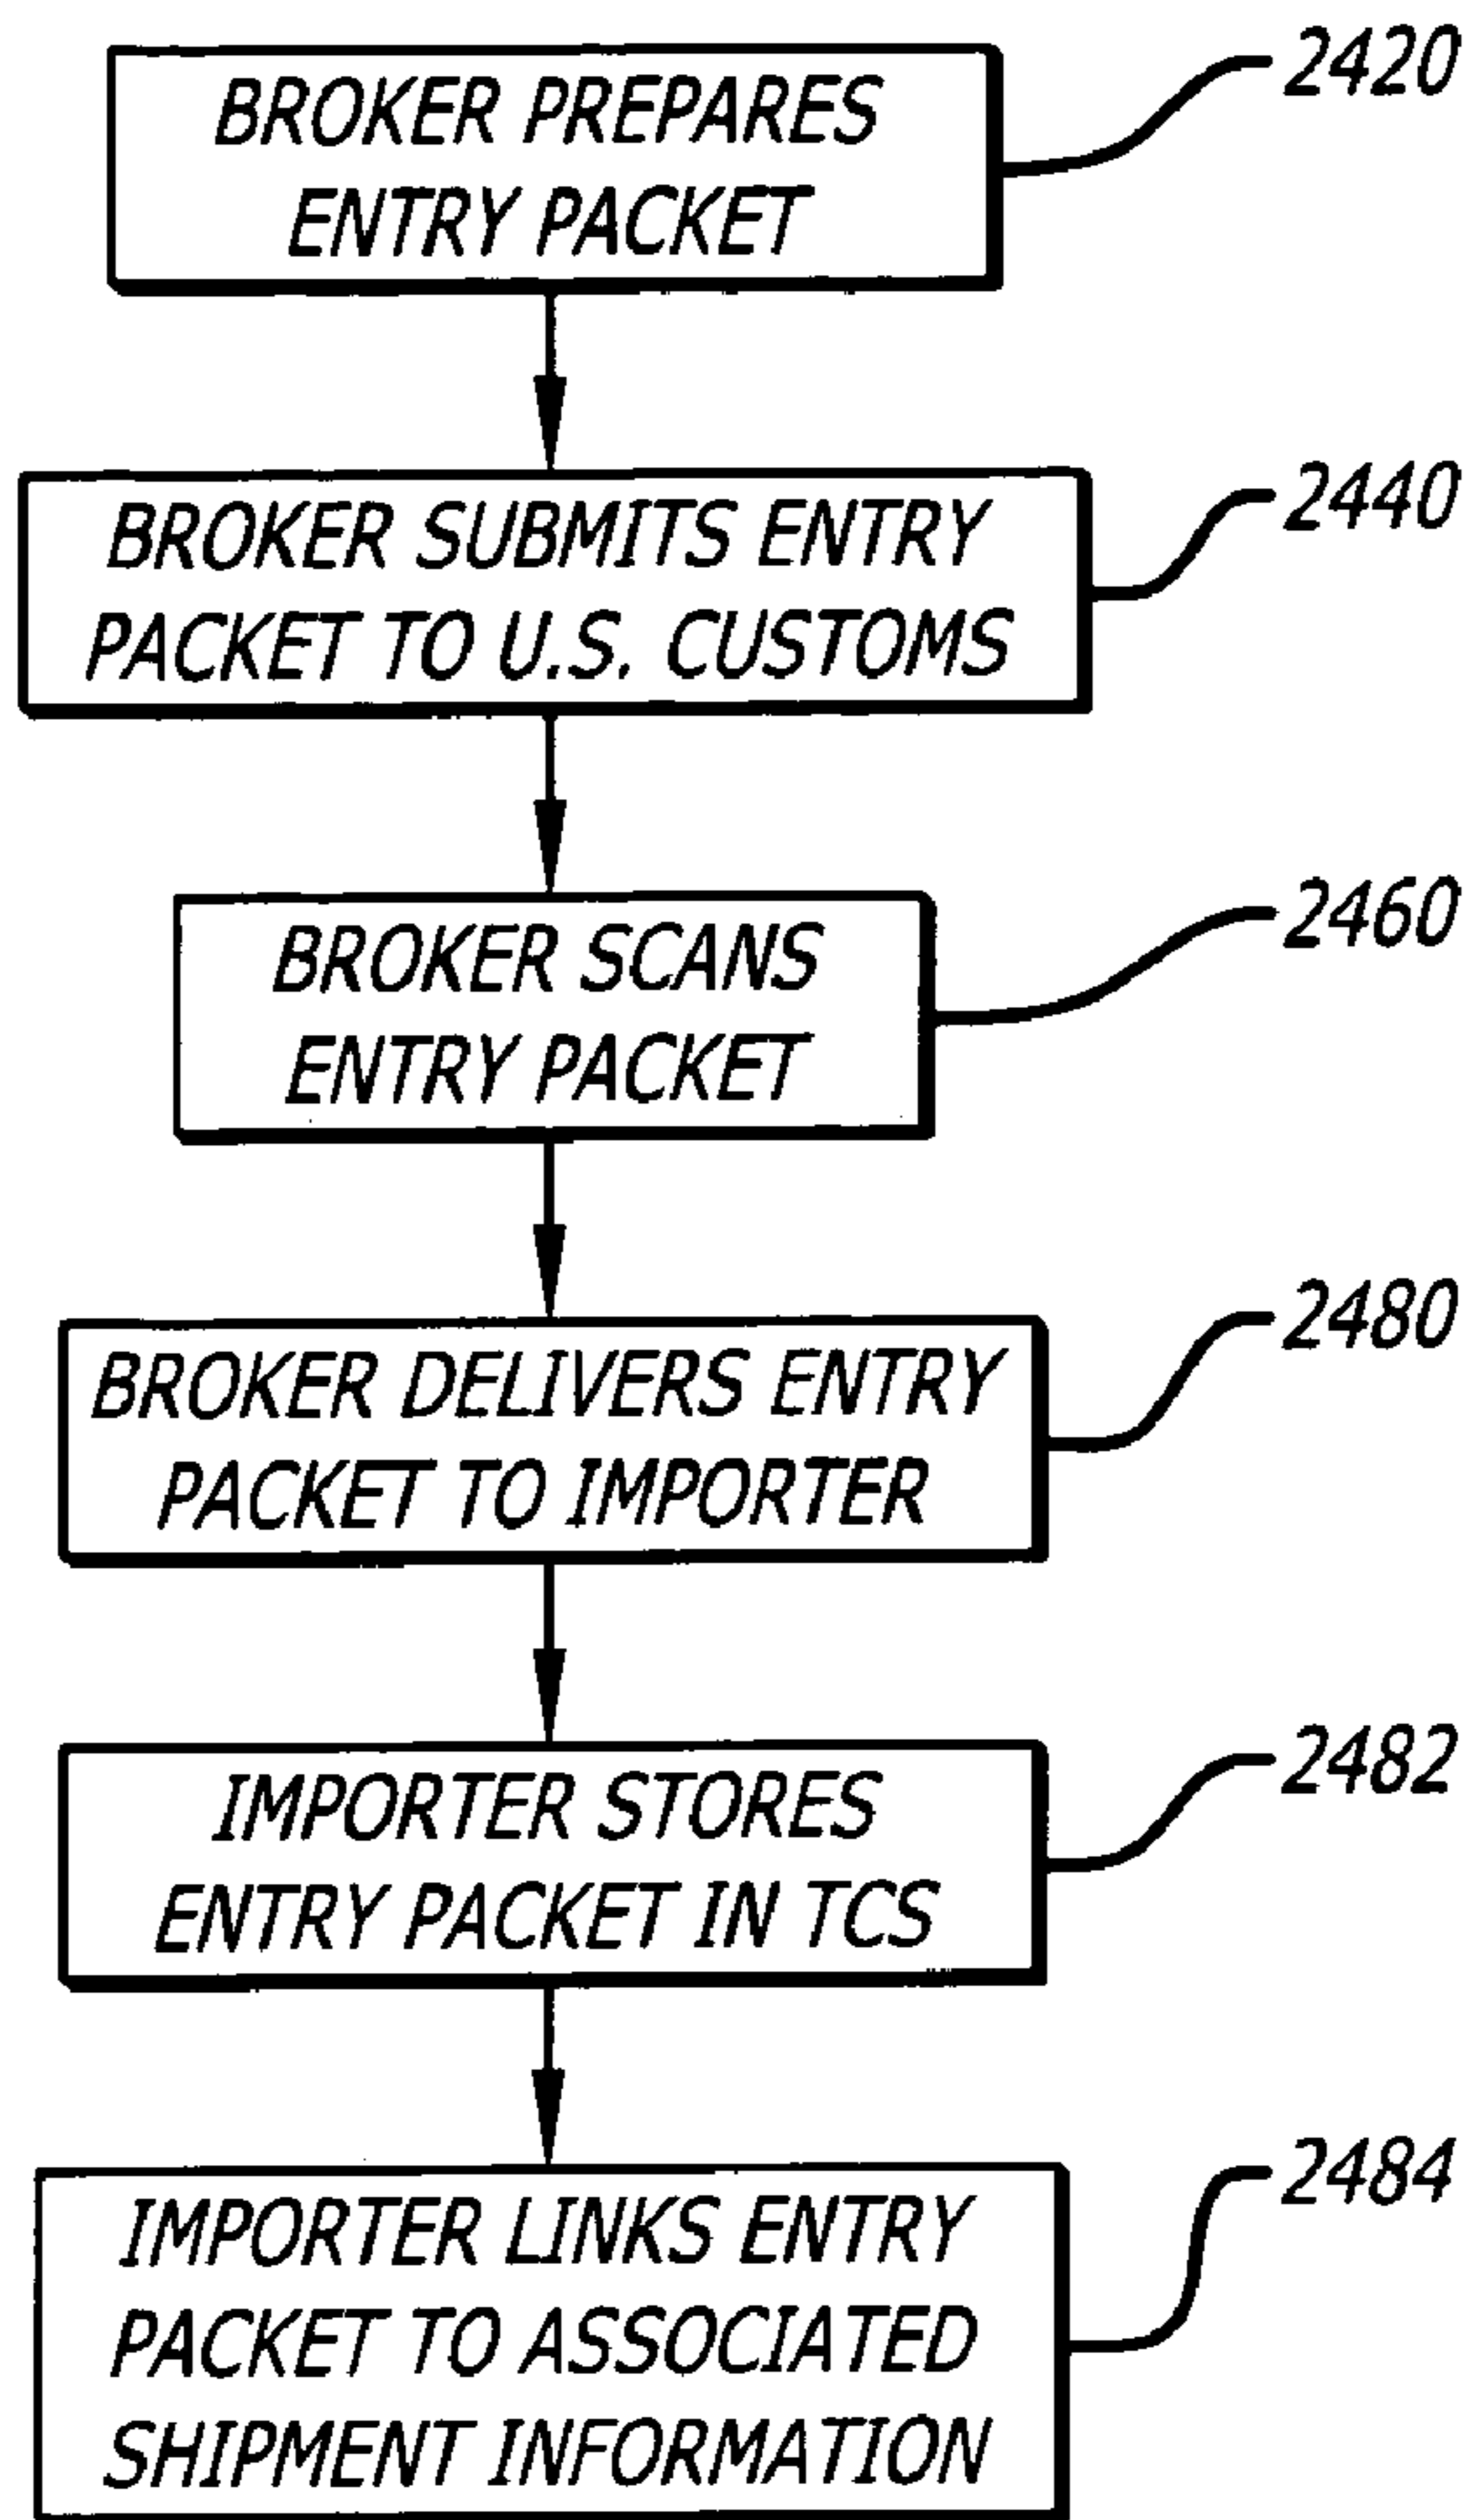 BROKER PREPARES
ENTRY PACKET
2420
BROKER SUBMITS ENTRY
PACKET TO U.S. CUSTOMS
2440
BROKER SCANS
ENTRY PACKET
2460
BROKER DELIVERS ENTRY
PACKET TO IMPORTER
2480
IMPORTER STORES
ENTRY PACKET IN TCS
2482
IMPORTER LINKS ENTRY
PACKET TO ASSOCIATED
SHIPMENT INFORMATION
2484